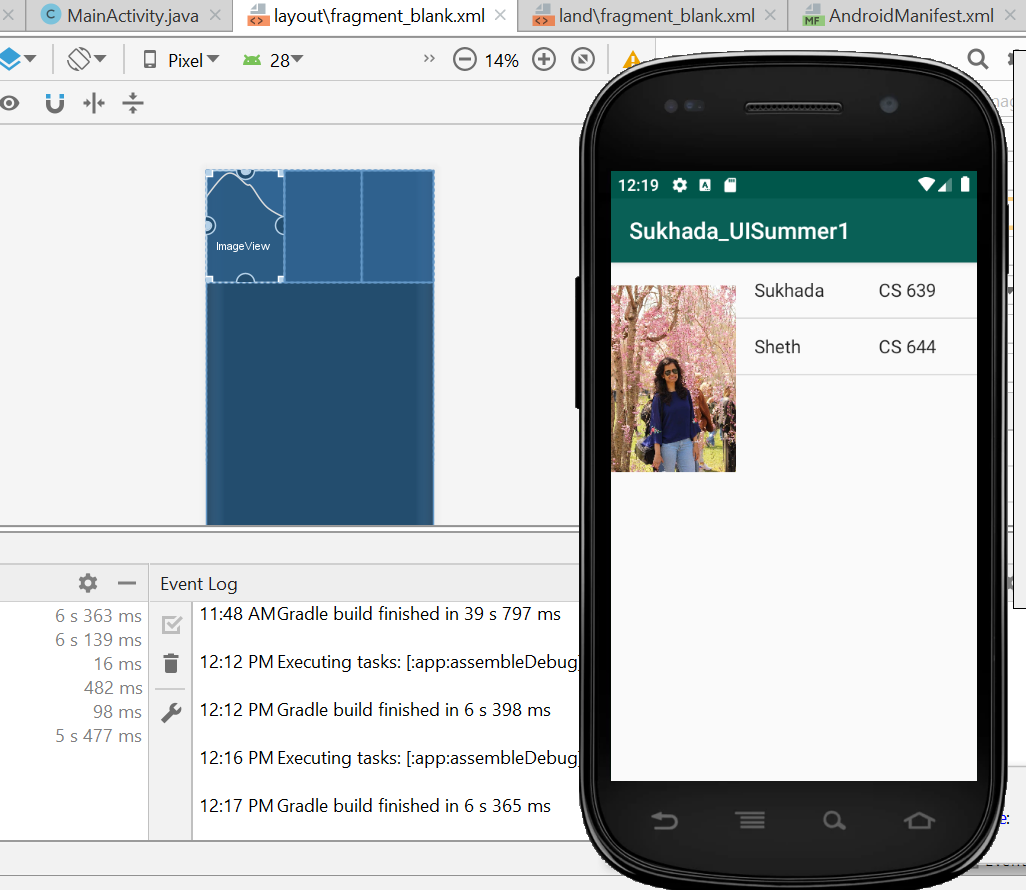 MainActivity.java
layout\fragment_blank.xml
land\fragment_blank.xml
AndroidManifest.xml
Pixel
28
14%
ImageView
12:19
Sukhada_UISummer1
Sukhada CS 639
Sheth CS 644
Event Log
6 s 363 ms
6 s 139 ms
16 ms
482 ms
98 ms
5 s 477 ms
11:48 AM Gradle build finished in 39 s 797 ms
12:12 PM Executing tasks: [:app:assembleDebug]
12:12 PM Gradle build finished in 6 s 398 ms
12:16 PM Executing tasks: [:app:assembleDebug]
12:17 PM Gradle build finished in 6 s 365 ms